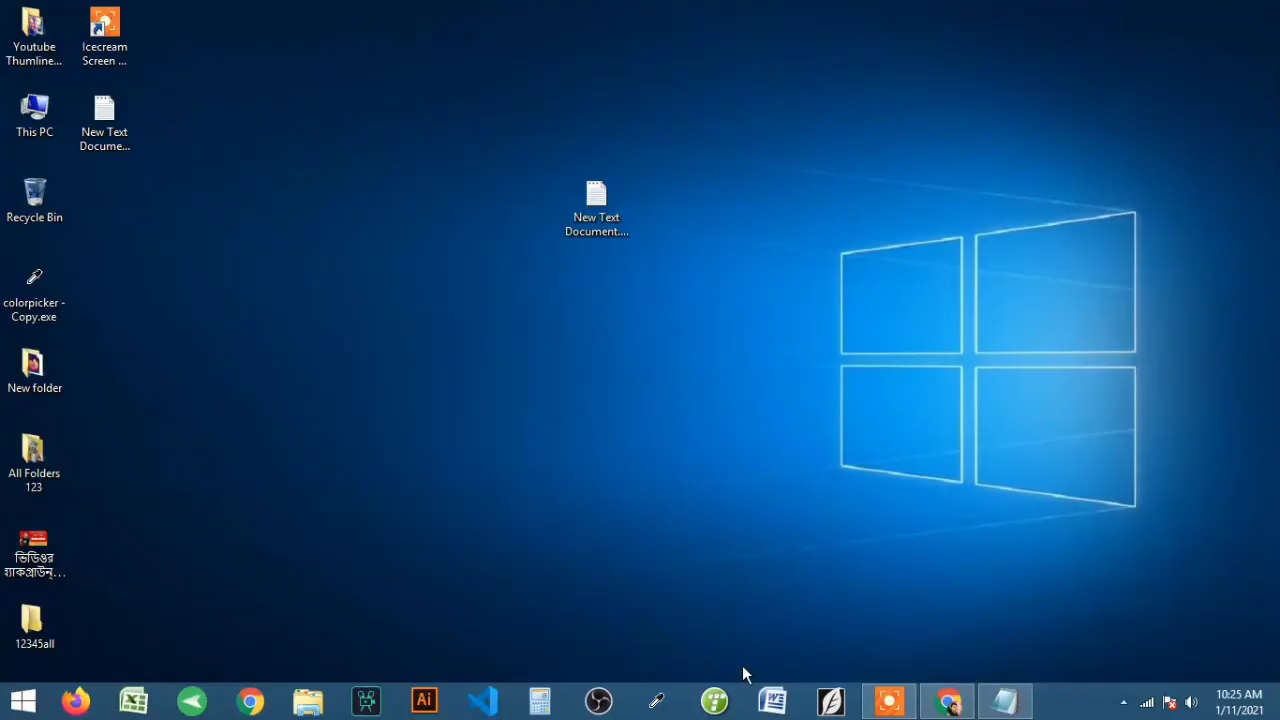 Youtube
Thumline...
Icecream
Screen ...
This PC
New Text
Docume...
Recycle Bin
New Text
Document....
colorpicker -
Copy.exe
New folder
All Folders
123
ভিডিওর
ব্যাকগ্রাউন্...
12345all
Ai
10:25 AM
1/11/2021